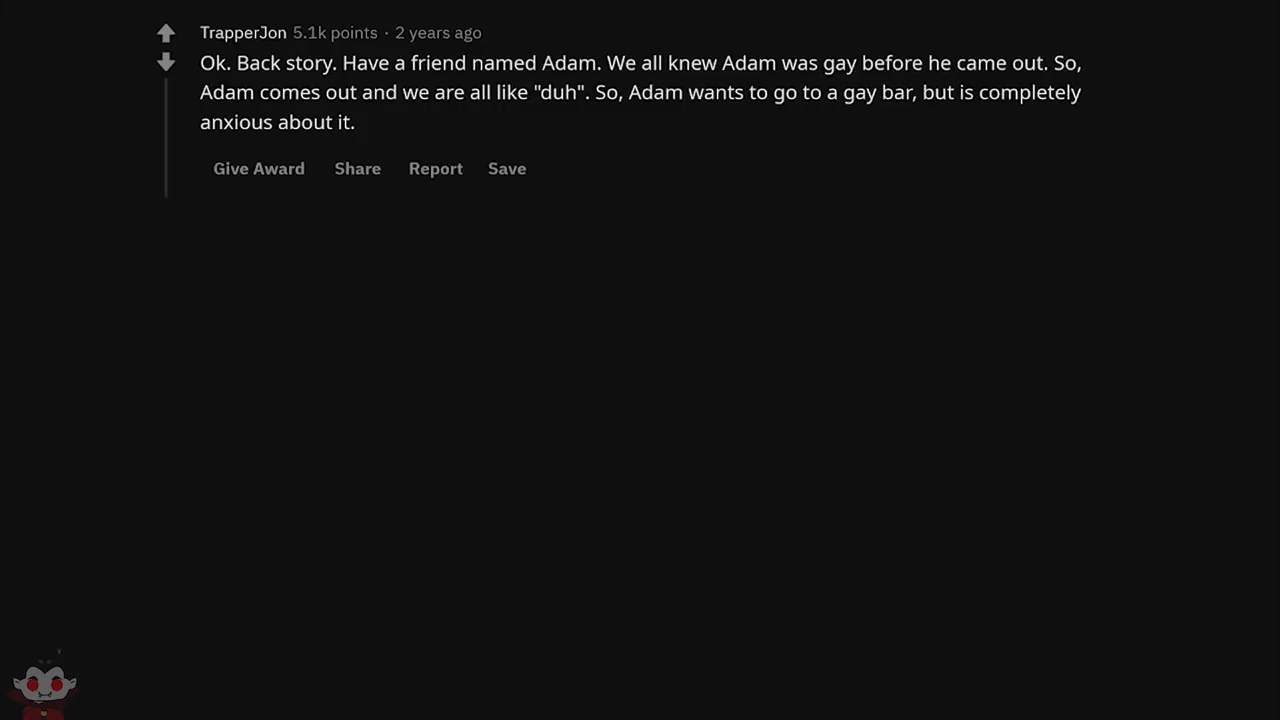 TrapperJon 5.1k points · 2 years ago
Ok. Back story. Have a friend named Adam. We all knew Adam was gay before he came out. So,
Adam comes out and we are all like "duh". So, Adam wants to go to a gay bar, but is completely
anxious about it.
Give Award Share Report Save